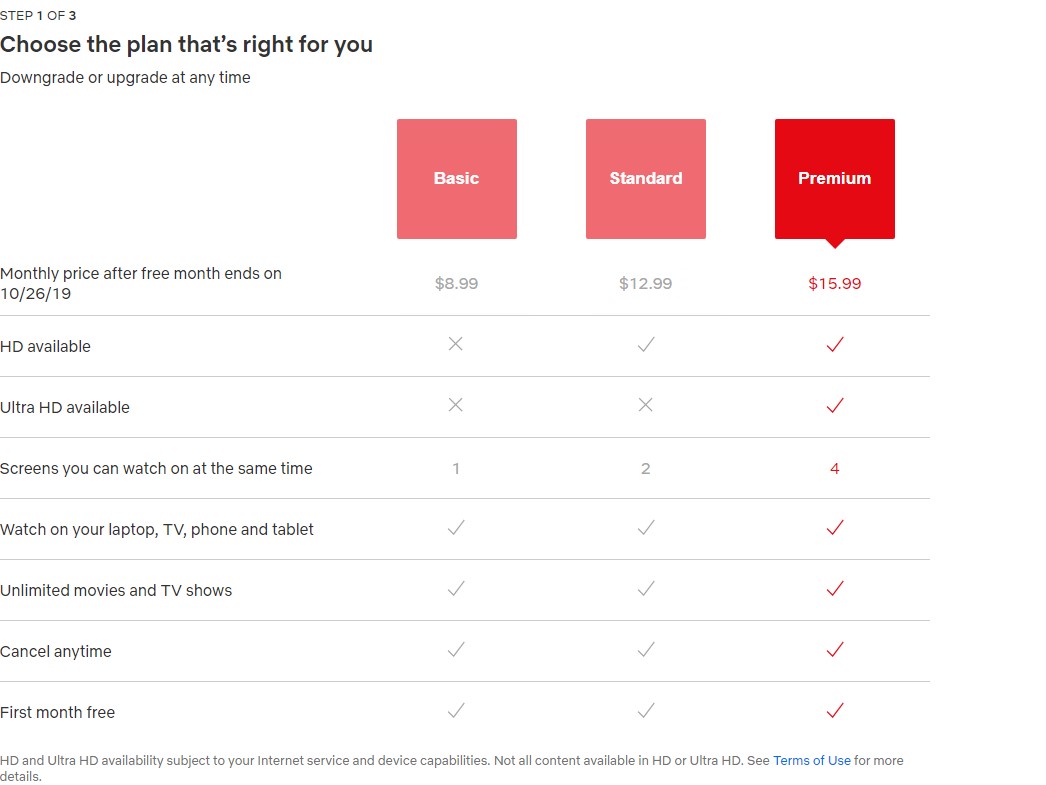 STEP 1 OF 3
Choose the plan that’s right for you
Downgrade or upgrade at any time
Basic Standard Premium
Monthly price after free month ends on
10/26/19
$8.99 $12.99 $15.99
HD available
Ultra HD available
Screens you can watch on at the same time 1 2 4
Watch on your laptop, TV, phone and tablet
Unlimited movies and TV shows
Cancel anytime
First month free
HD and Ultra HD availability subject to your Internet service and device capabilities. Not all content available in HD or Ultra HD. See Terms of Use for more
details.